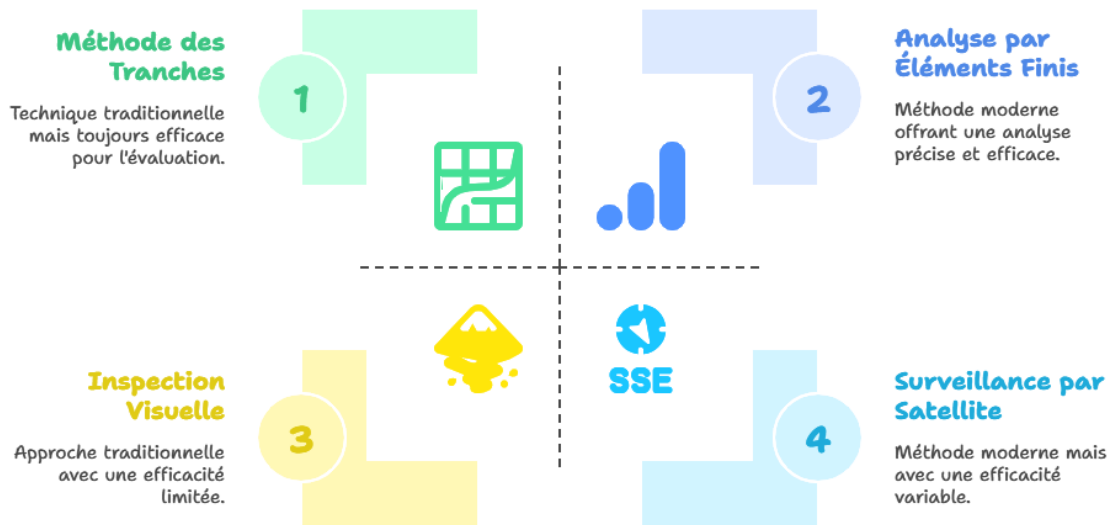 Méthode des
Tranches
1
Technique traditionnelle
mais toujours efficace
pour l'évaluation.
2
Analyse par
Éléments Finis
Méthode moderne
offrant une analyse
précise et efficace.
Inspection
Visuelle
3
Approche traditionnelle
avec une efficacité
limitée.
SSE
4
Surveillance par
Satellite
Méthode moderne mais
avec une efficacité
variable.